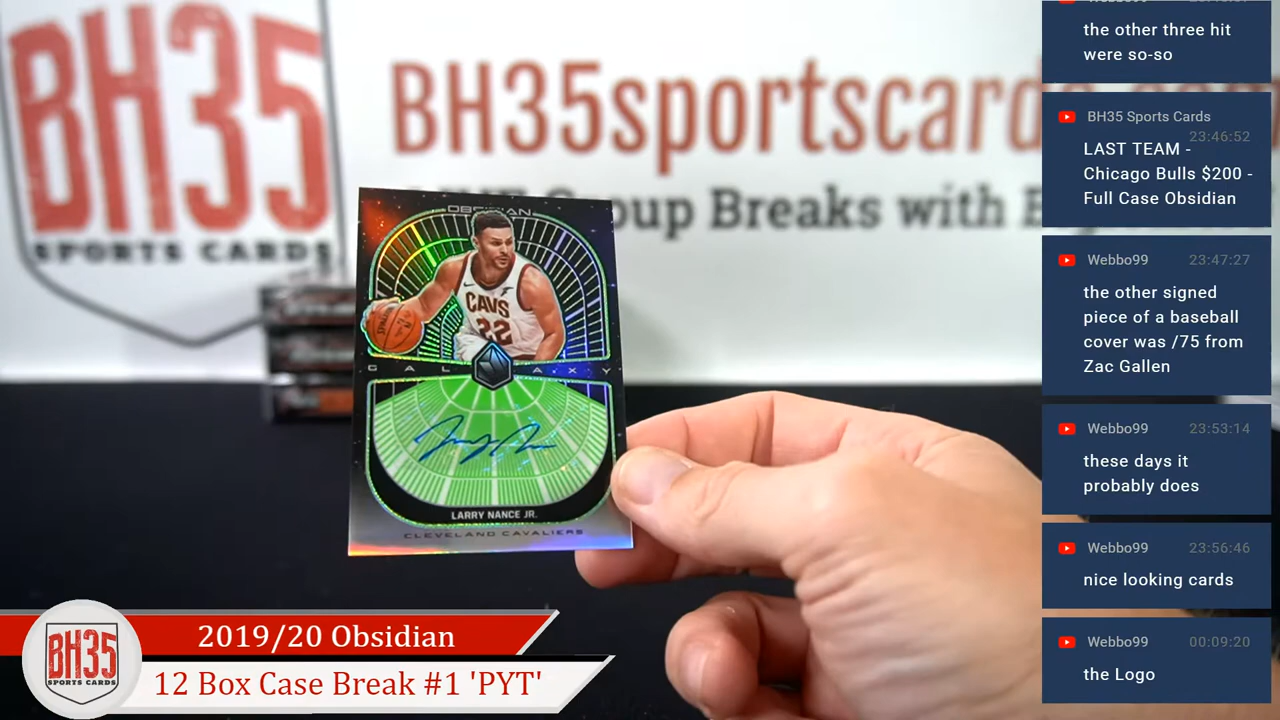 BH35
SPORTS CARDS
BH35sportscard
oup Breaks with
OBSIDIAN
CAVS
22
GALAXY
LARRY NANCE JR.
CLEVELAND CAVALIERS
BH35
SPORTS CARDS
2019/20 Obsidian
12 Box Case Break #1 'PYT'
the other three hit
were so-so
BH35 Sports Cards
23:46:52
LAST TEAM -
Chicago Bulls $200 -
Full Case Obsidian
Webbo99 23:47:27
the other signed
piece of a baseball
cover was /75 from
Zac Gallen
Webbo99 23:53:14
these days it
probably does
Webbo99 23:56:46
nice looking cards
Webbo99 00:09:20
the Logo